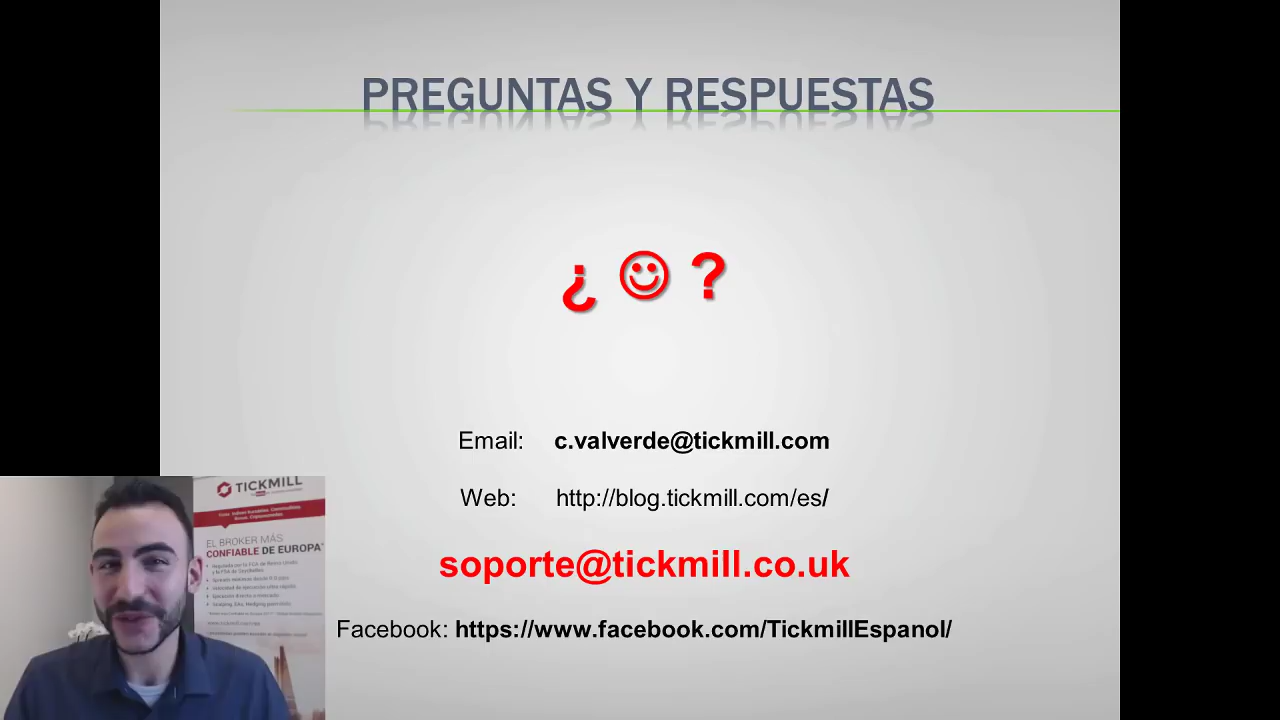 PREGUNTAS Y RESPUESTAS
¿ ☺ ?
Email: c.valverde@tickmill.com
Web: http://blog.tickmill.com/es/
soporte@tickmill.co.uk
Facebook: https://www.facebook.com/TickmillEspanol/
TICKMILL
EL BROKER MÁS
CONFIABLE DE EUROPA*